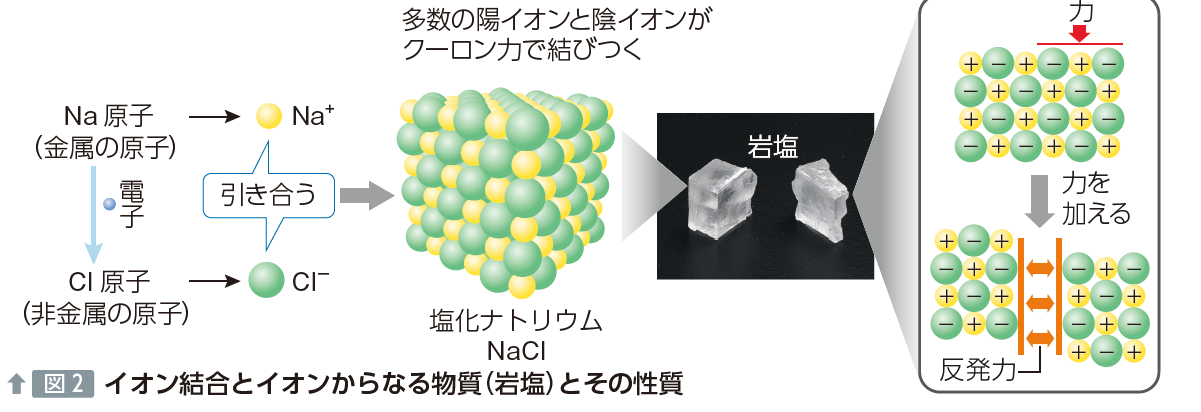 多数の陽イオンと陰イオンが
クーロン力で結びつく
Na 原子
(金属の原子)
Na⁺
電子
引き合う
Cl 原子
(非金属の原子)
Cl⁻
塩化ナトリウム
NaCl
岩塩
力
+ − + − + −
− + − + − +
+ − + − + −
− + − + − +
力を
加える
+ − +
− + −
+ − +
− + −
− + −
+ − +
− + −
+ − +
反発力
図2 イオン結合とイオンからなる物質(岩塩)とその性質